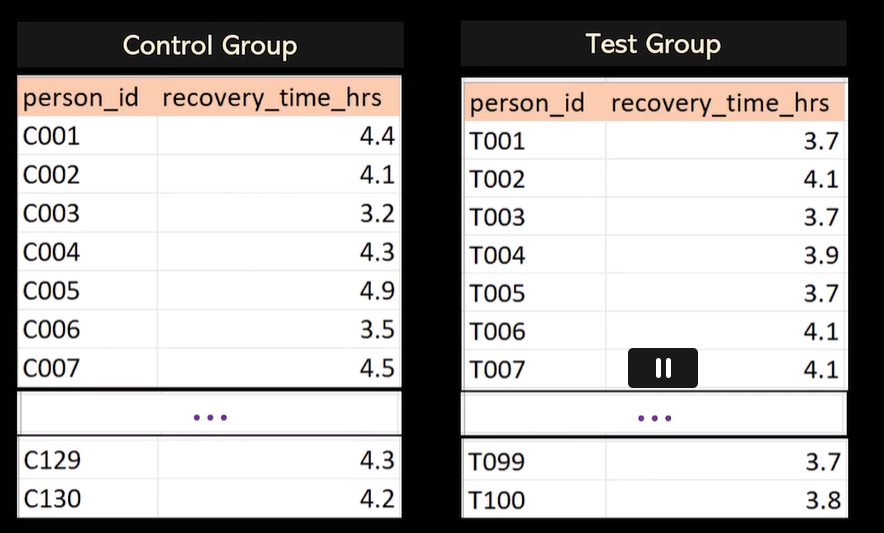 Control Group
person_id recovery_time_hrs
C001 4.4
C002 4.1
C003 3.2
C004 4.3
C005 4.9
C006 3.5
C007 4.5
...
C129 4.3
C130 4.2
Test Group
person_id recovery_time_hrs
T001 3.7
T002 4.1
T003 3.7
T004 3.9
T005 3.7
T006 4.1
T007 4.1
...
T099 3.7
T100 3.8